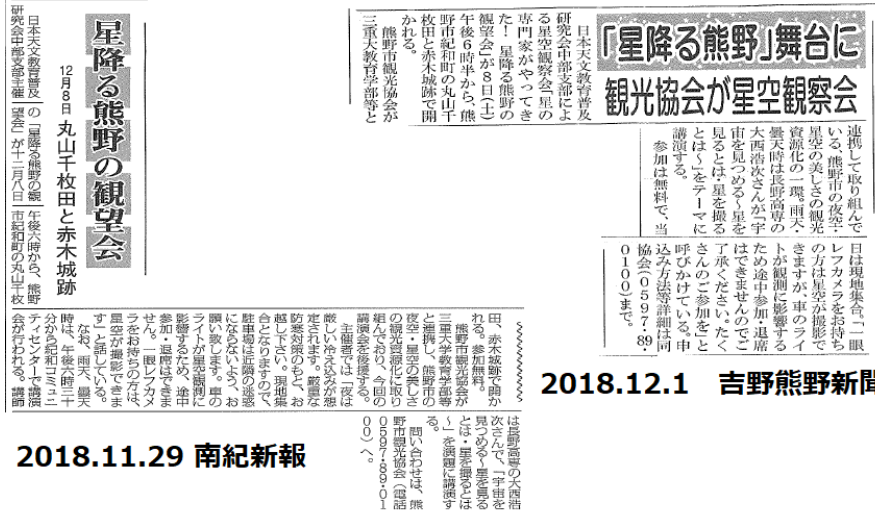 星降る熊野の観望会
12月8日 丸山千枚田と赤木城跡
日本天文教育普及
研究会中部支部主催
の「星降る熊野の観
望会」が十二月八日
午後六時から、熊野
市紀和町の丸山千枚
田、赤木城跡で開か
れる。参加無料。
熊野市観光協会が
三重大学教育学部等
と連携し、熊野市の
夜空・星空の美しさ
の観光資源化に取り
組んでおり、今回の
講演会を後援する。
主催者では「夜は
厳しい冷え込みが想
定されます。厳重な
防寒対策のもと、お
越し下さい。現地集
合となりますので、
駐車場は近隣の迷惑
にならないよう、お
願い致します。車の
ライトが星空観測に
影響するため、途中
参加・退席はできま
せん。一眼レフカメ
ラをお持ちの方は、
星空が撮影できま
す」と話している。
なお、雨天、曇天
時は、午後六時三十
分から紀和コミュニ
ティセンターで講演
会が行われる。講師
は長野高専の大西浩
次さんで、「宇宙を
見つめる〜星を見る
とは・星を撮るとは
〜」を演題に講演す
る。
問い合わせは、熊
野市観光協会(電話
0597・89・01
00)へ。
2018.11.29 南紀新報
「星降る熊野」舞台に
観光協会が星空観察会
日本天文教育普及
研究会中部支部によ
る星空観察会「星の
専門家がやってき
た! 星降る熊野の
観望会」が8日(土)
午後6時半から、熊
野市紀和町の丸山千
枚田と赤木城跡で開
かれる。
熊野市観光協会が
三重大教育学部等と
連携して取り組んで
いる、熊野市の夜空・
星空の美しさの観光
資源化の一環。雨天・
曇天時は長野高専の
大西浩次さんが「宇
宙を見つめる〜星を
見るとは・星を撮る
とは〜」をテーマに
講演する。
参加は無料で、当
日は現地集合。「一眼
レフカメラをお持ち
の方は星空が撮影で
きますが、車のライ
トが観測に影響する
ため途中参加・退席
はできませんのでご
了承ください。たく
さんのご参加を」と
呼びかけている。申
込み方法等詳細は同
協会(0597・89・
0100)まで。
2018.12.1 吉野熊野新聞